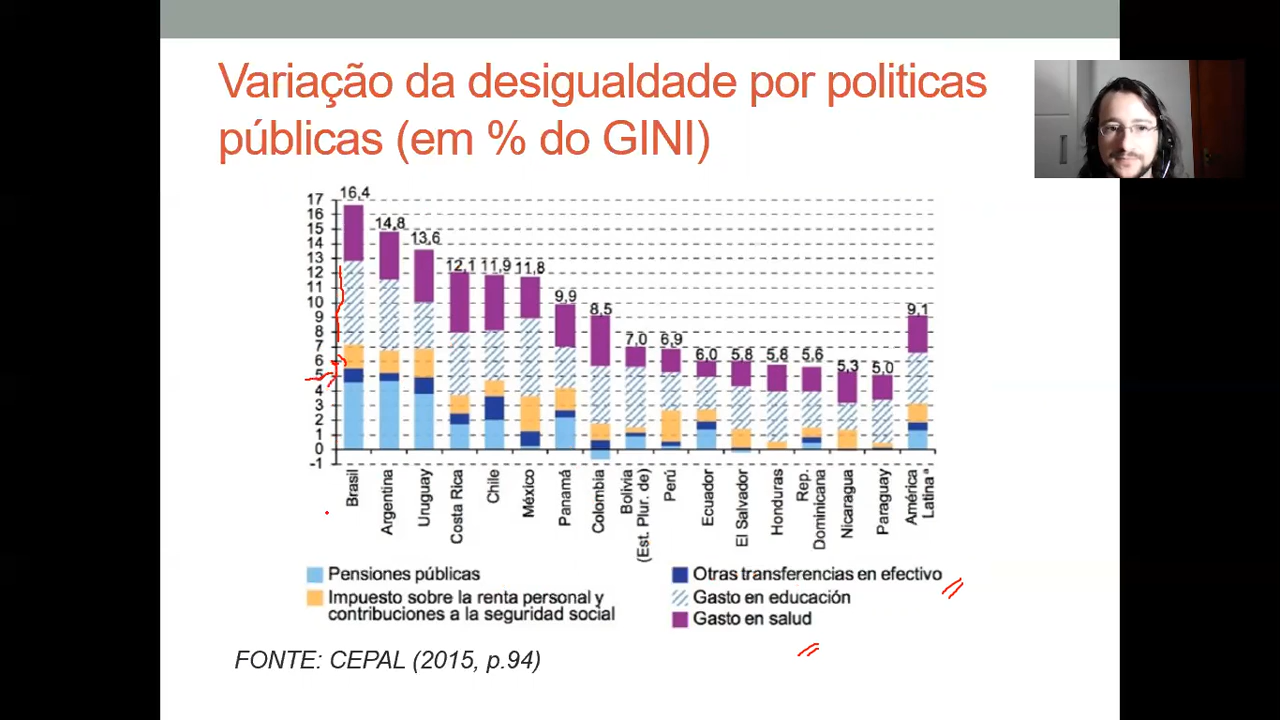 Variação da desigualdade por politicas
públicas (em % do GINI)
17
16
15
14
13
12
11
10
9
8
7
6
5
4
3
2
1
0
-1
16,4
14,8
13,6
12,1
11,9
11,8
9,9
8,5
7,0
6,9
6,0
5,8
5,8
5,6
5,3
5,0
9,1
Brasil
Argentina
Uruguay
Costa Rica
Chile
México
Panamá
Colombia
Bolivia
(Est. Plur. de)
Perú
Ecuador
El Salvador
Honduras
Rep.
Dominicana
Nicaragua
Paraguay
América
Latina ª
Pensiones públicas
Impuesto sobre la renta personal y
contribuciones a la seguridad social
Otras transferencias en efectivo
Gasto en educación
Gasto en salud
FONTE: CEPAL (2015, p.94)